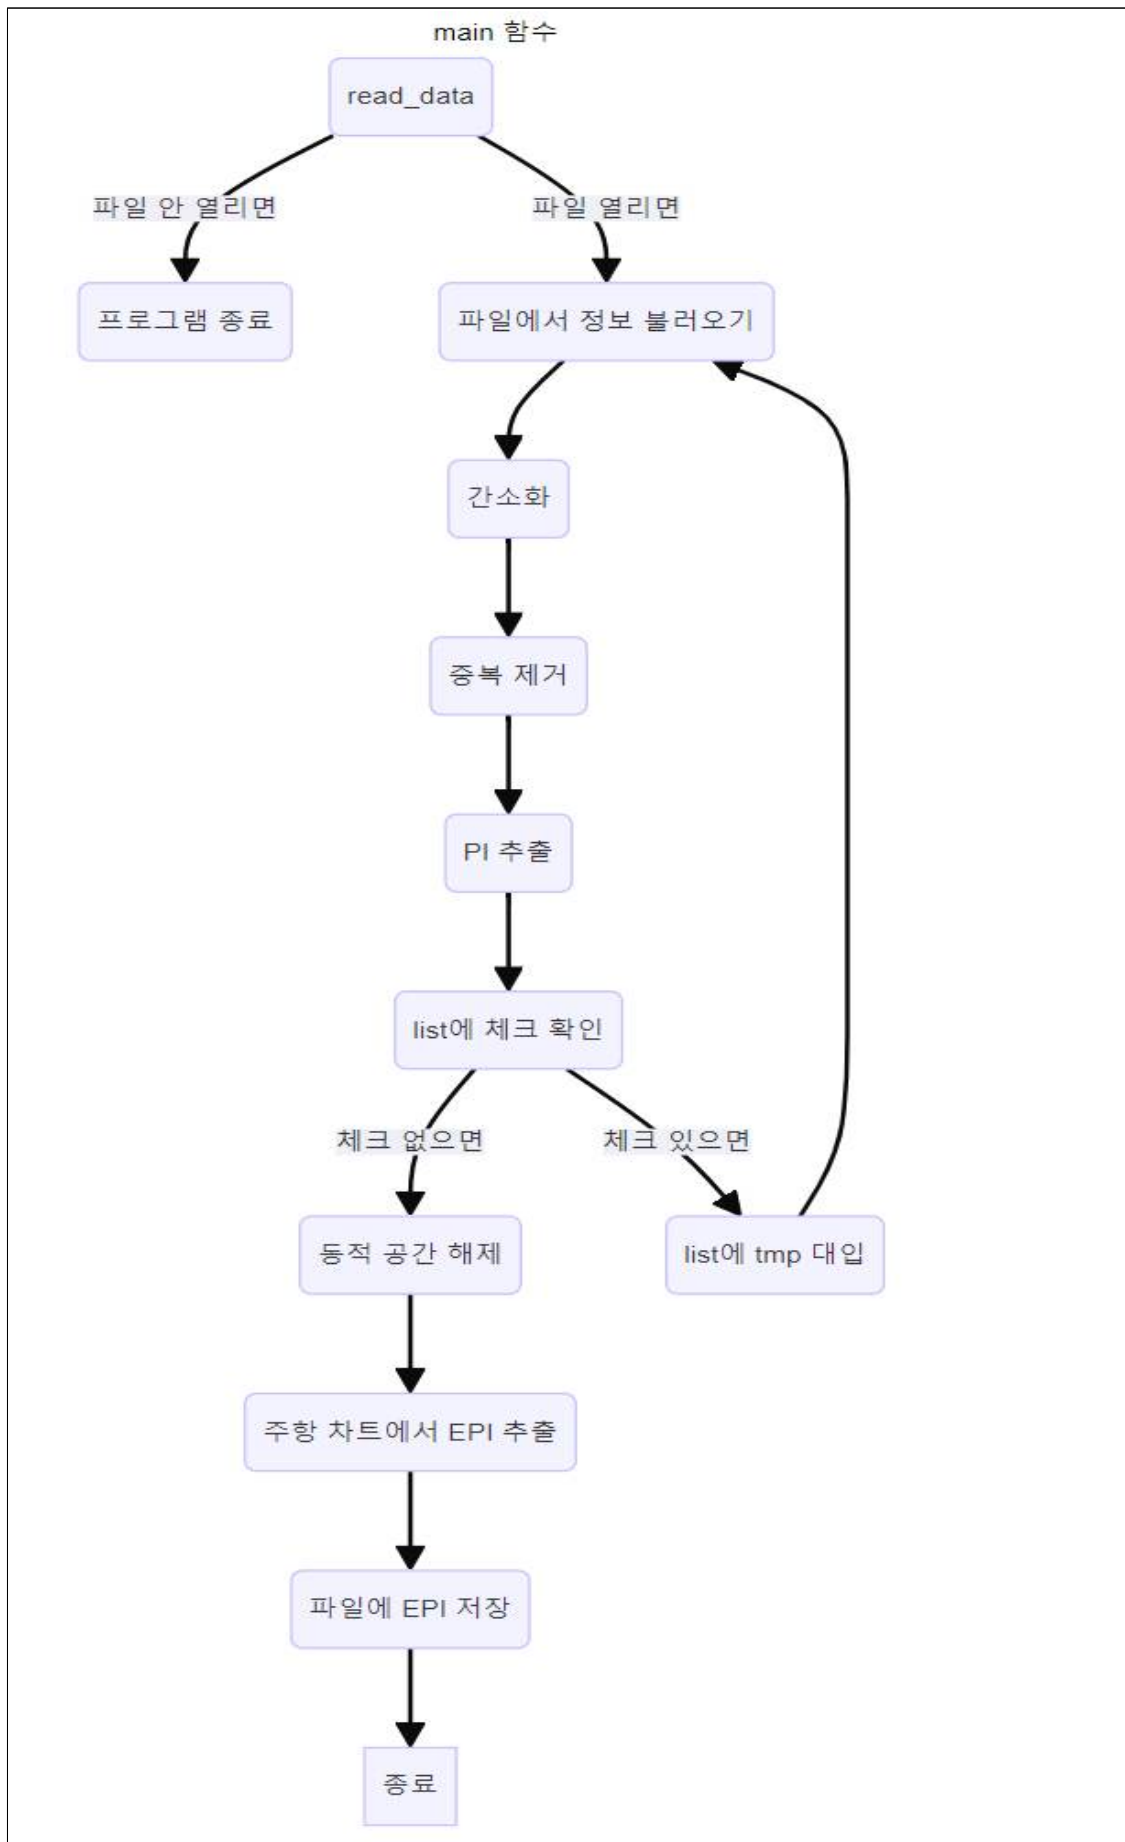 main 함수
read_data
파일 안 열리면
파일 열리면
프로그램 종료
파일에서 정보 불러오기
간소화
중복 제거
PI 추출
list에 체크 확인
체크 없으면
체크 있으면
동적 공간 해제
list에 tmp 대입
주항 차트에서 EPI 추출
파일에 EPI 저장
종료